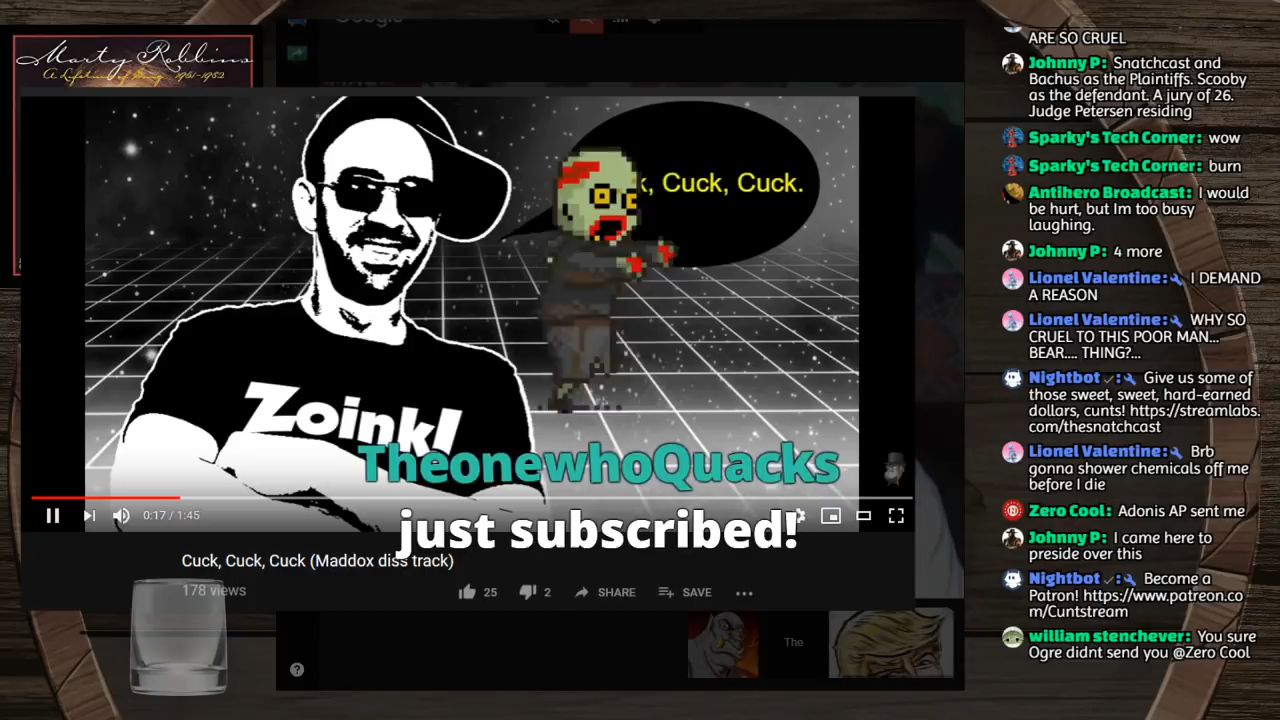 Google
Marty Robbins
A Lifetime of Song 1951-1982
k, Cuck, Cuck.
Zoink!
TheonewhoQuacks
just subscribed!
0:17 / 1:45
Cuck, Cuck, Cuck (Maddox diss track)
178 views
25
2
SHARE
SAVE
The
ARE SO CRUEL
Johnny P: Snatchcast and
Bachus as the Plaintiffs. Scooby
as the defendant. A jury of 26.
Judge Petersen residing
Sparky's Tech Corner: wow
Sparky's Tech Corner: burn
Antihero Broadcast: I would
be hurt, but Im too busy
laughing.
Johnny P: 4 more
Lionel Valentine: I DEMAND
A REASON
Lionel Valentine: WHY SO
CRUEL TO THIS POOR MAN...
BEAR.... THING?...
Nightbot: Give us some of
those sweet, sweet, hard-earned
dollars, cunts! https://streamlabs.
com/thesnatchcast
Lionel Valentine: Brb
gonna shower chemicals off me
before I die
Zero Cool: Adonis AP sent me
Johnny P: I came here to
preside over this
Nightbot: Become a
Patron! https://www.patreon.co
m/Cuntstream
william stenchever: You sure
Ogre didnt send you @Zero Cool